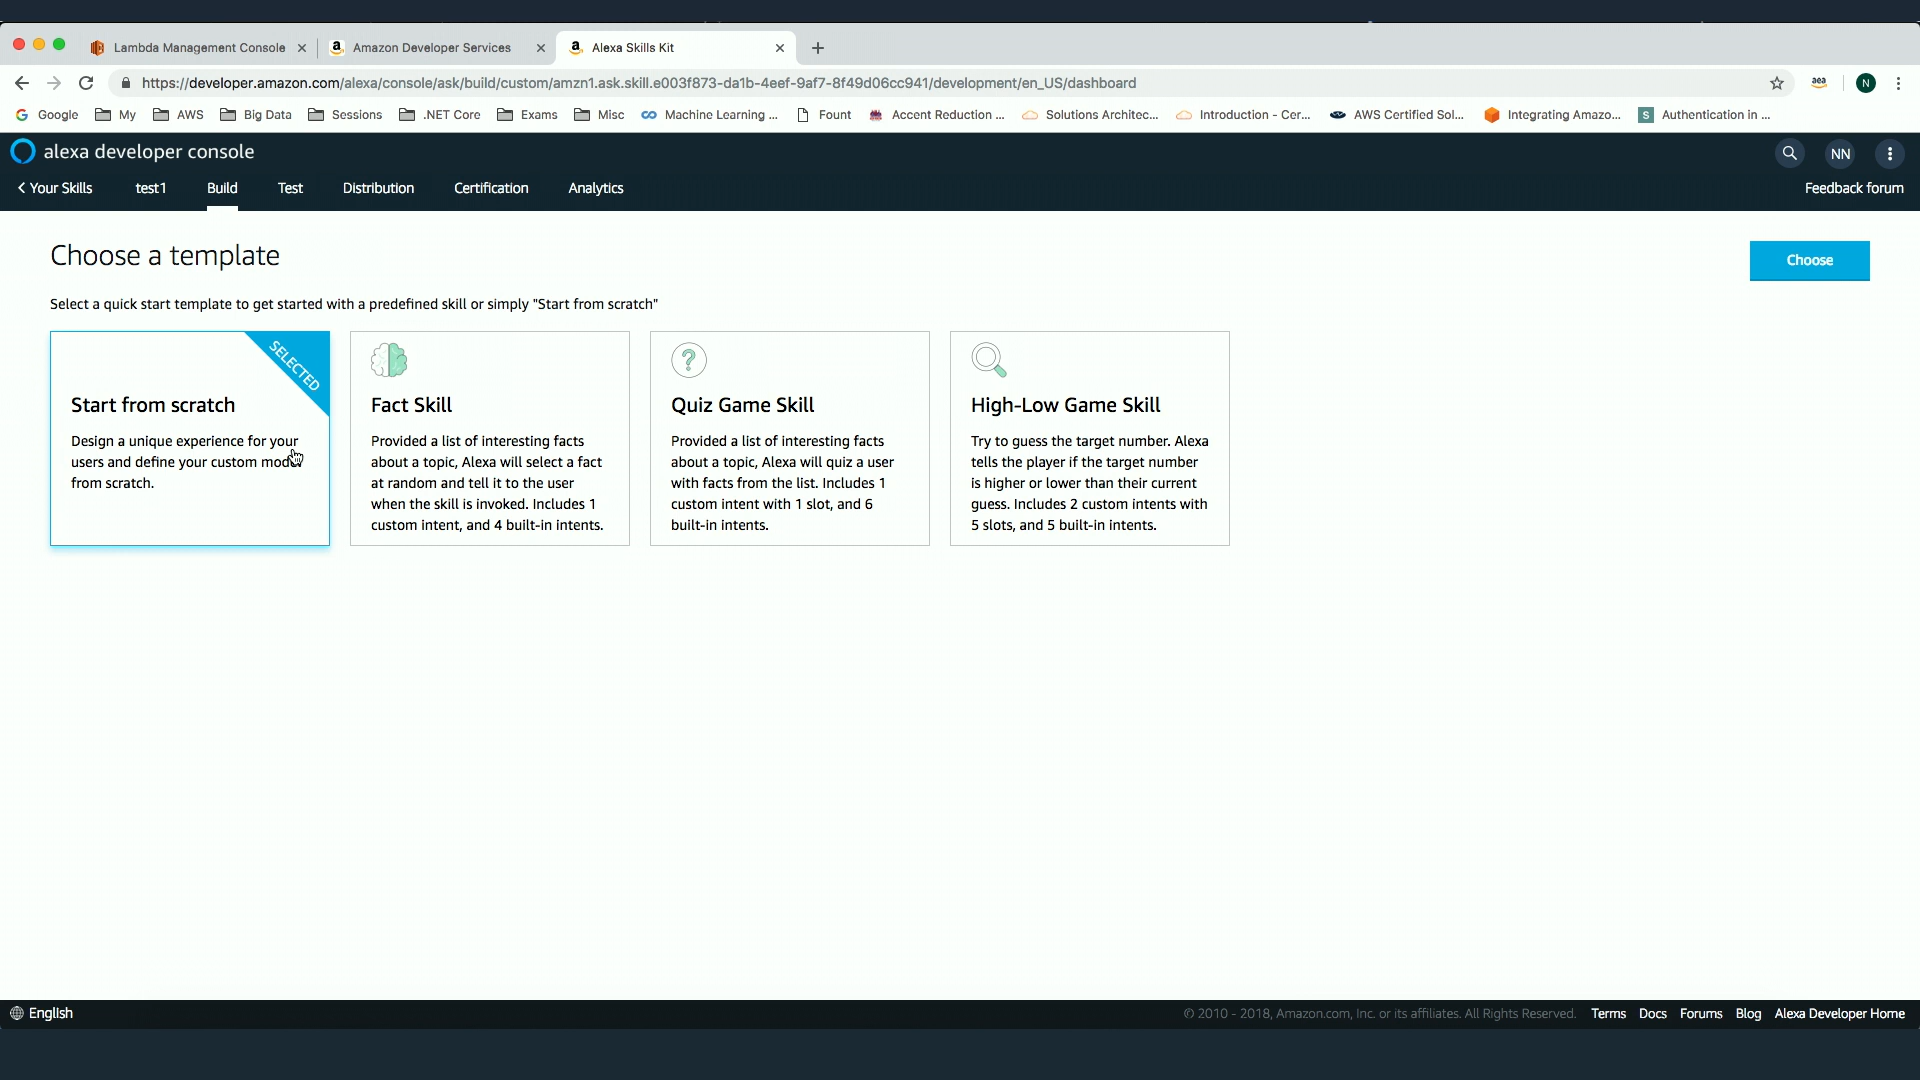 Lambda Management Console
Amazon Developer Services
Alexa Skills Kit
https://developer.amazon.com/alexa/console/ask/build/custom/amzn1.ask.skill.e003f873-da1b-4eef-9af7-8f49d06cc941/development/en_US/dashboard
aea
N
Google
My
AWS
Big Data
Sessions
.NET Core
Exams
Misc
Machine Learning ...
Fount
Accent Reduction ...
Solutions Architec...
Introduction - Cer...
AWS Certified Sol...
Integrating Amazo...
S
Authentication in ...
alexa developer console
NN
Your Skills
test1
Build
Test
Distribution
Certification
Analytics
Feedback forum
Choose a template
Choose
Select a quick start template to get started with a predefined skill or simply "Start from scratch"
SELECTED
Start from scratch
Design a unique experience for your
users and define your custom
from scratch.
Fact Skill
Provided a list of interesting facts
about a topic, Alexa will select a fact
at random and tell it to the user
when the skill is invoked. Includes 1
custom intent, and 4 built-in intents.
?
Quiz Game Skill
Provided a list of interesting facts
about a topic, Alexa will quiz a user
with facts from the list. Includes 1
custom intent with 1 slot, and 6
built-in intents.
High-Low Game Skill
Try to guess the target number. Alexa
tells the player if the target number
is higher or lower than their current
guess. Includes 2 custom intents with
5 slots, and 5 built-in intents.
English
© 2010 - 2018, Amazon.com, Inc. or its affiliates. All Rights Reserved.
Terms
Docs
Forums
Blog
Alexa Developer Home